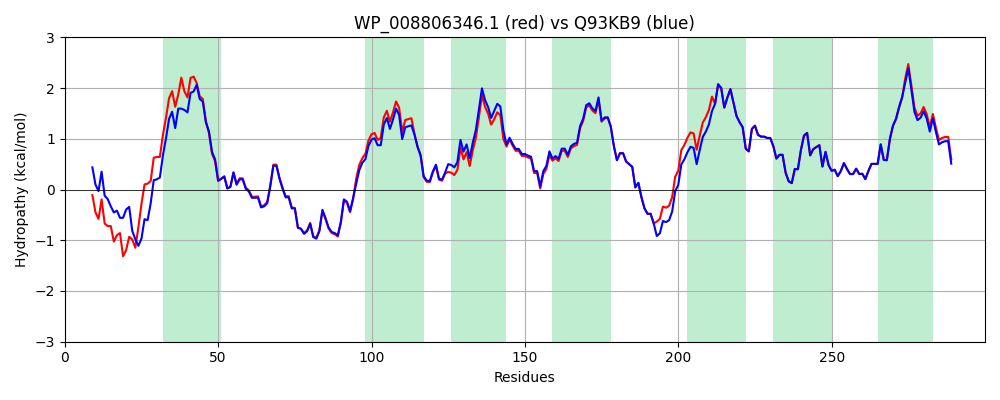 WP_008806346.1 (red) vs Q93KB9 (blue)
3
2
1
0
−1
−2
−3
Hydropathy (kcal/mol)
0 50 100 150 200 250
Residues